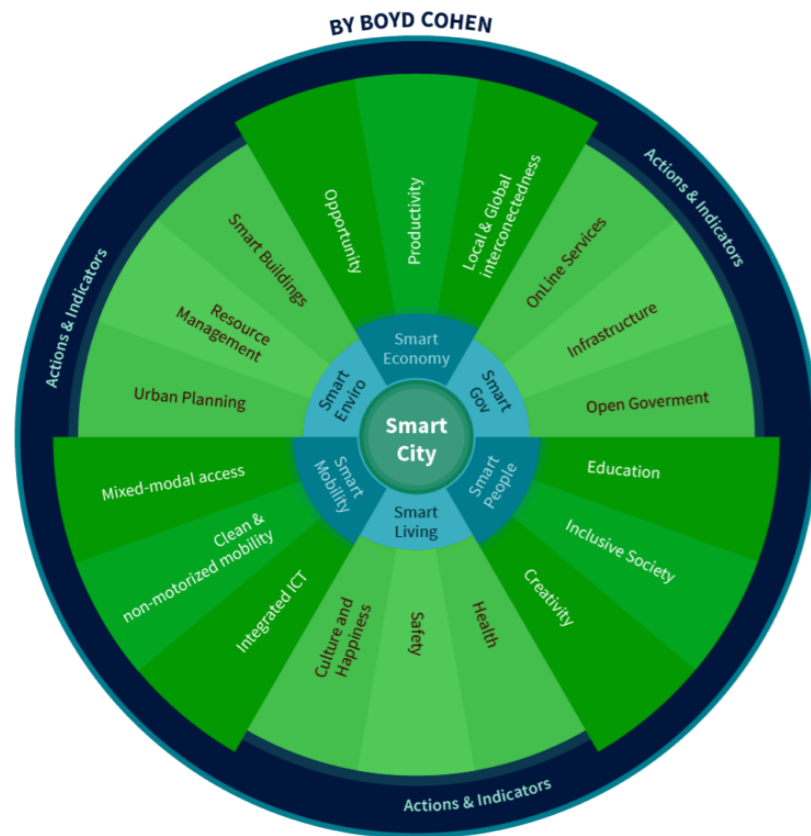 BY BOYD COHEN
Actions & Indicators
Actions & Indicators
Actions & Indicators
Smart
City
Smart
Economy
Opportunity
Productivity
Local & Global
interconectedness
Smart
Gov
OnLine Services
Infrastructure
Open Goverment
Smart
People
Education
Inclusive Society
Creativity
Smart
Living
Health
Safety
Culture and
Happiness
Smart
Mobility
Integrated ICT
Clean &
non-motorized mobility
Mixed-modal access
Smart
Enviro
Urban Planning
Resource
Management
Smart Buildings